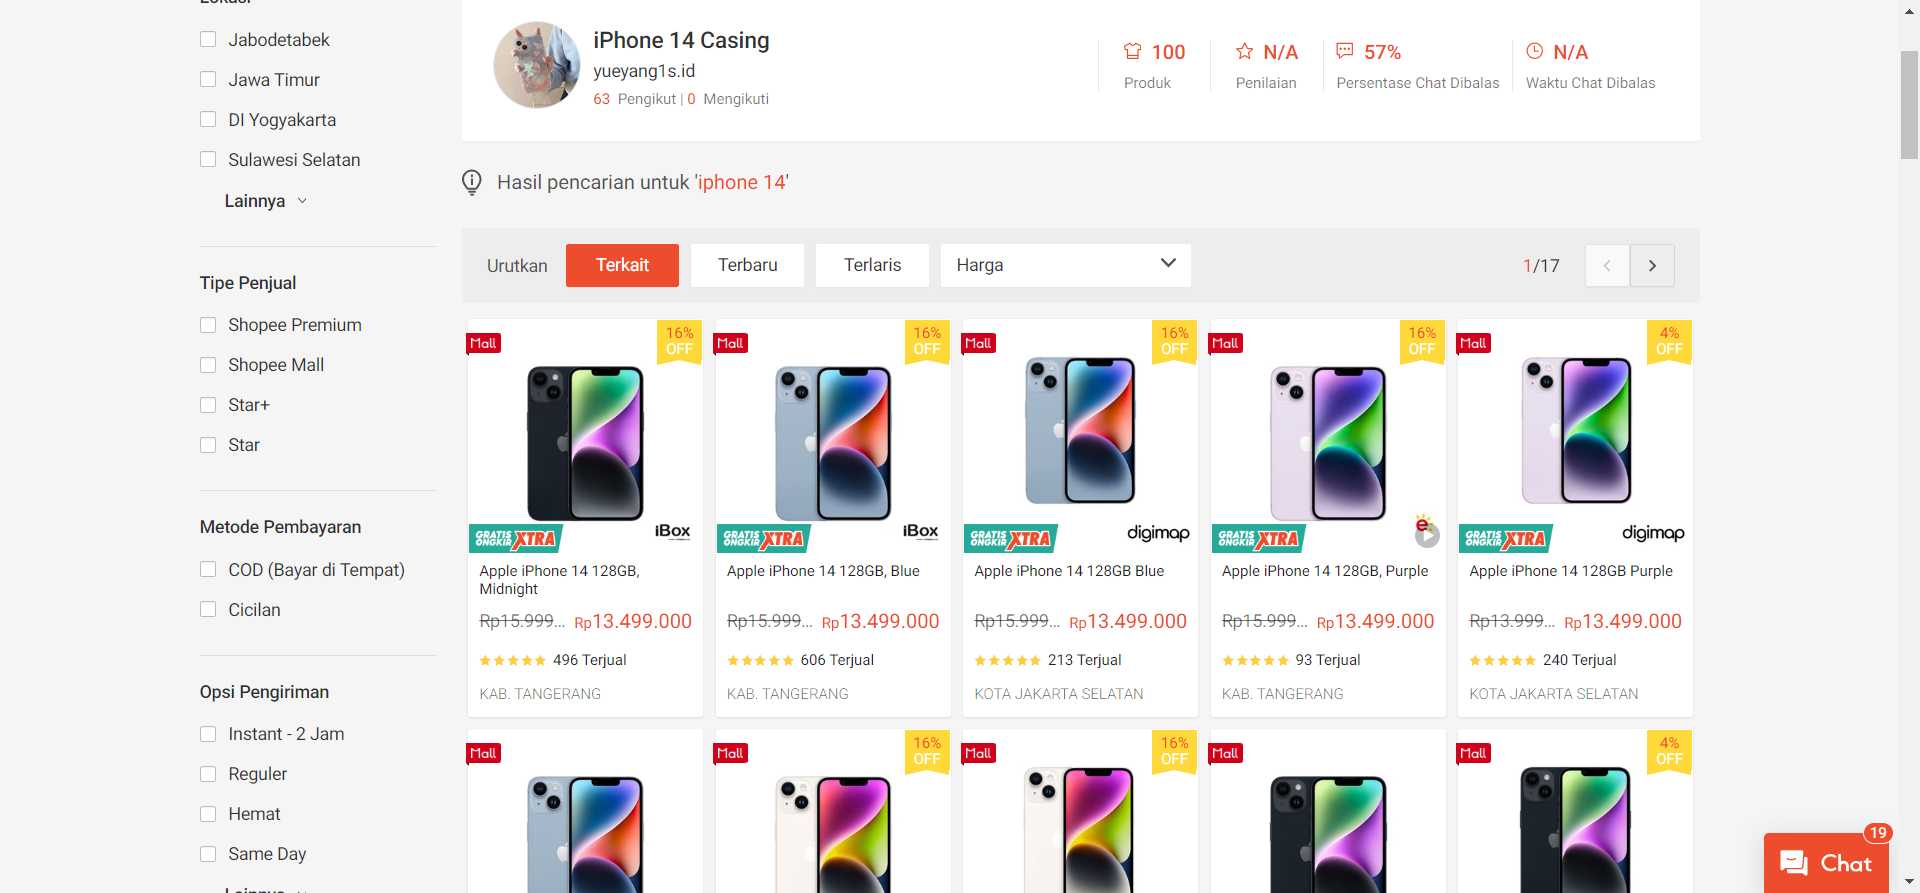 Jabodetabek
Jawa Timur
DI Yogyakarta
Sulawesi Selatan
Lainnya
Tipe Penjual
Shopee Premium
Shopee Mall
Star+
Star
Metode Pembayaran
COD (Bayar di Tempat)
Cicilan
Opsi Pengiriman
Instant - 2 Jam
Reguler
Hemat
Same Day
iPhone 14 Casing
yueyang1s.id
63 Pengikut | 0 Mengikuti
100
Produk
N/A
Penilaian
57%
Persentase Chat Dibalas
N/A
Waktu Chat Dibalas
Hasil pencarian untuk 'iphone 14'
Urutkan
Terkait
Terbaru
Terlaris
Harga
1/17
Mall
16%
OFF
GRATIS
ONGKIR XTRA
iBox
Apple iPhone 14 128GB,
Midnight
Rp15.999... Rp13.499.000
496 Terjual
KAB. TANGERANG
Mall
16%
OFF
GRATIS
ONGKIR XTRA
iBox
Apple iPhone 14 128GB, Blue
Rp15.999... Rp13.499.000
606 Terjual
KAB. TANGERANG
Mall
16%
OFF
GRATIS
ONGKIR XTRA
digimap
Apple iPhone 14 128GB Blue
Rp15.999... Rp13.499.000
213 Terjual
KOTA JAKARTA SELATAN
Mall
16%
OFF
GRATIS
ONGKIR XTRA
e
Apple iPhone 14 128GB, Purple
Rp15.999... Rp13.499.000
93 Terjual
KAB. TANGERANG
Mall
4%
OFF
GRATIS
ONGKIR XTRA
digimap
Apple iPhone 14 128GB Purple
Rp13.999... Rp13.499.000
240 Terjual
KOTA JAKARTA SELATAN
Mall
Mall
16%
OFF
Mall
16%
OFF
Mall
Mall
4%
OFF
19
Chat